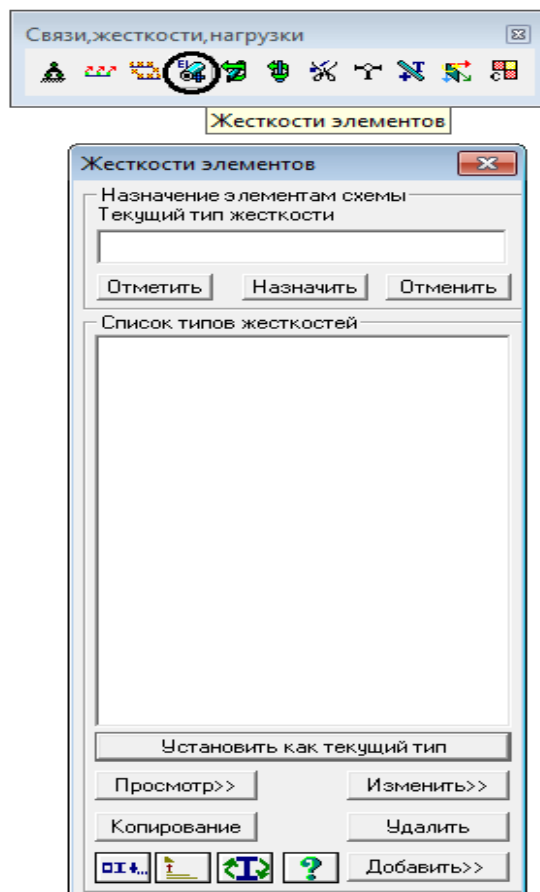 Связи,жесткости,нагрузки
EI
c
Жесткости элементов
Жесткости элементов
Назначение элементам схемы
Текущий тип жесткости
Отметить Назначить Отменить
Список типов жесткостей
Установить как текущий тип
Просмотр>> Изменить>>
Копирование Удалить
? Добавить>>